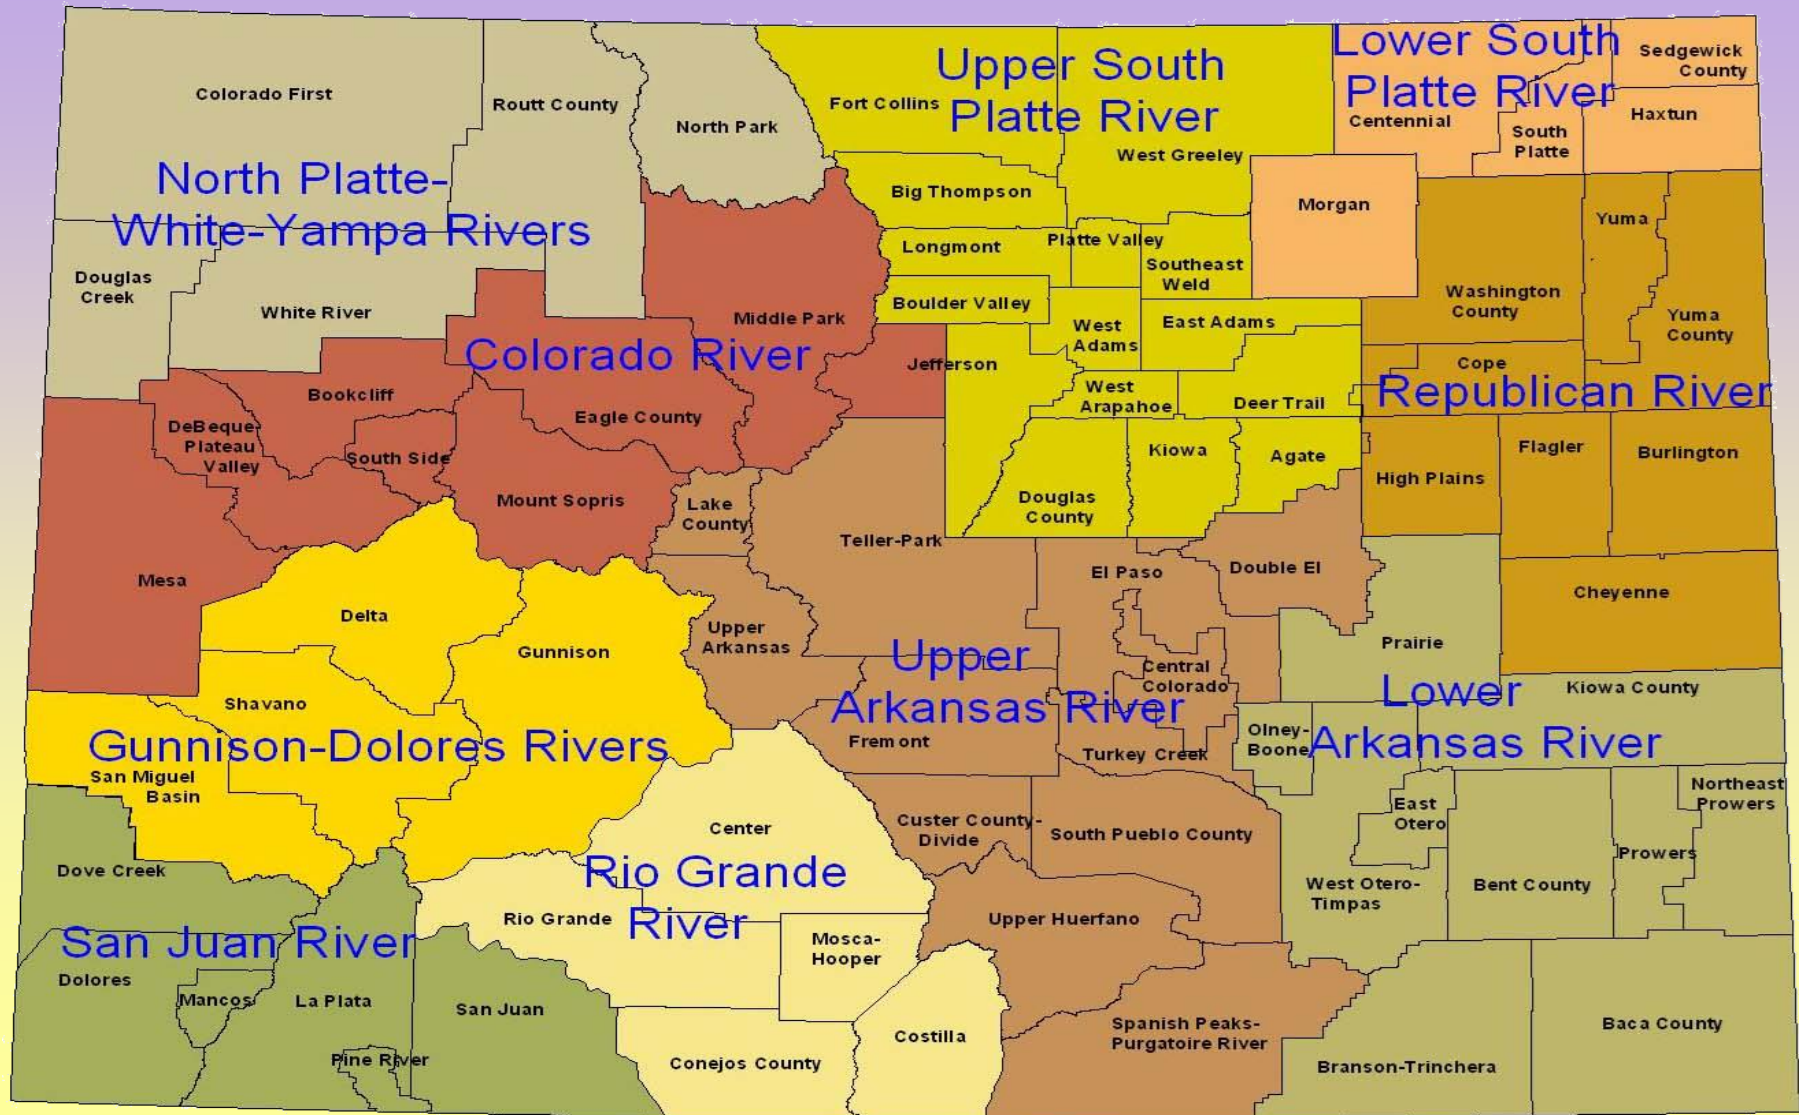 Colorado First
Routt County
North Park
North Platte-
White-Yampa Rivers
Douglas
Creek
White River
Upper South
Platte River
Fort Collins
West Greeley
Big Thompson
Longmont
Platte Valley
Southeast
Weld
Boulder Valley
West
Adams
East Adams
West
Arapahoe
Deer Trail
Douglas
County
Kiowa
Agate
Lower South
Platte River
Sedgewick
County
Centennial
South
Platte
Haxtun
Morgan
Yuma
Washington
County
Yuma
County
Cope
Republican River
High Plains
Flagler
Burlington
Cheyenne
Middle Park
Jefferson
Colorado River
Bookcliff
Eagle County
DeBeque-
Plateau
Valley
South Side
Mount Sopris
Mesa
Lake
County
Teller-Park
El Paso
Double El
Upper
Arkansas
Upper
Arkansas River
Central
Colorado
Fremont
Turkey Creek
Custer County-
Divide
South Pueblo County
Upper Huerfano
Spanish Peaks-
Purgatoire River
Delta
Gunnison
Shavano
Gunnison-Dolores Rivers
San Miguel
Basin
Prairie
Lower
Arkansas River
Kiowa County
Olney-
Boone
East
Otero
Northeast
Prowers
Prowers
West Otero-
Timpas
Bent County
Baca County
Branson-Trinchera
Center
Rio Grande
River
Rio Grande
Mosca-
Hooper
Costilla
Conejos County
Dove Creek
San Juan River
Dolores
Mancos
La Plata
San Juan
Pine River